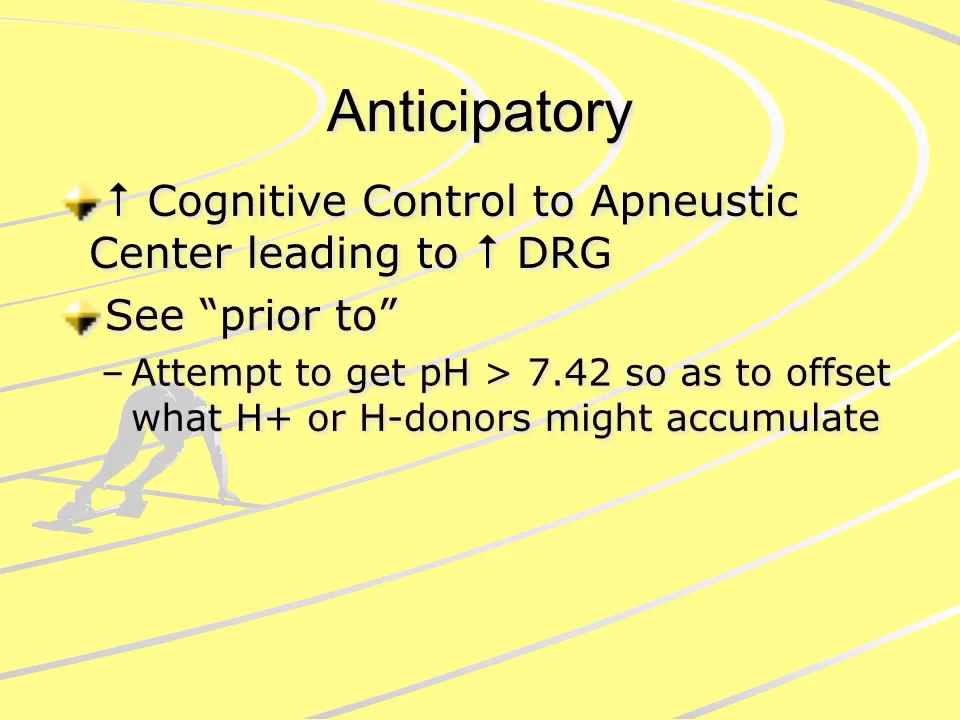 Anticipatory
↑ Cognitive Control to Apneustic
Center leading to ↑ DRG
See “prior to”
– Attempt to get pH > 7.42 so as to offset
what H+ or H-donors might accumulate